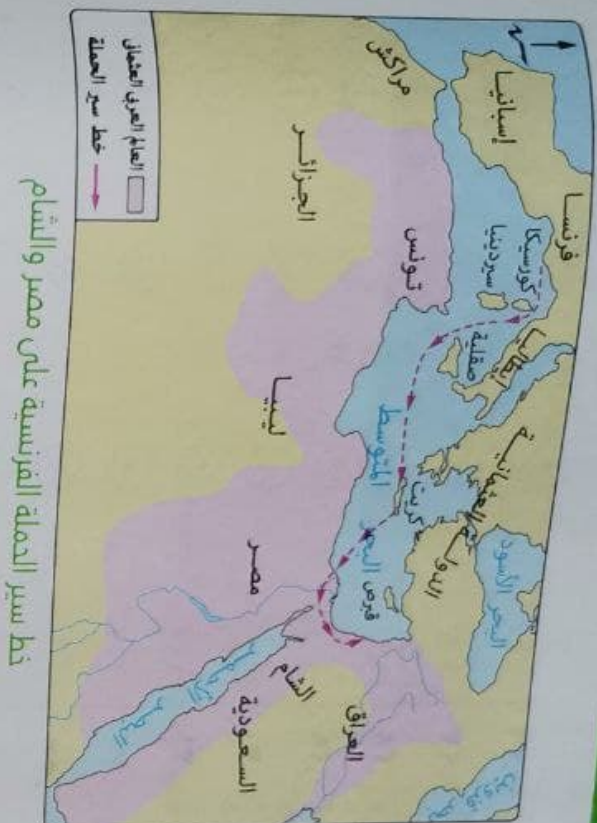 فرنسا
إسبانيا
كورسيكا
سردينيا
إيطاليا
صقلية
الدولة العثمانية
البحر الأسود
مراكش
الجزائر
تونس
ليبيا
البحر المتوسط
كريت
قبرص
مصر
الشام
العراق
السعودية
العالم العربي العثماني
خط سير الحملة
خط سير الحملة الفرنسية على مصر والشام